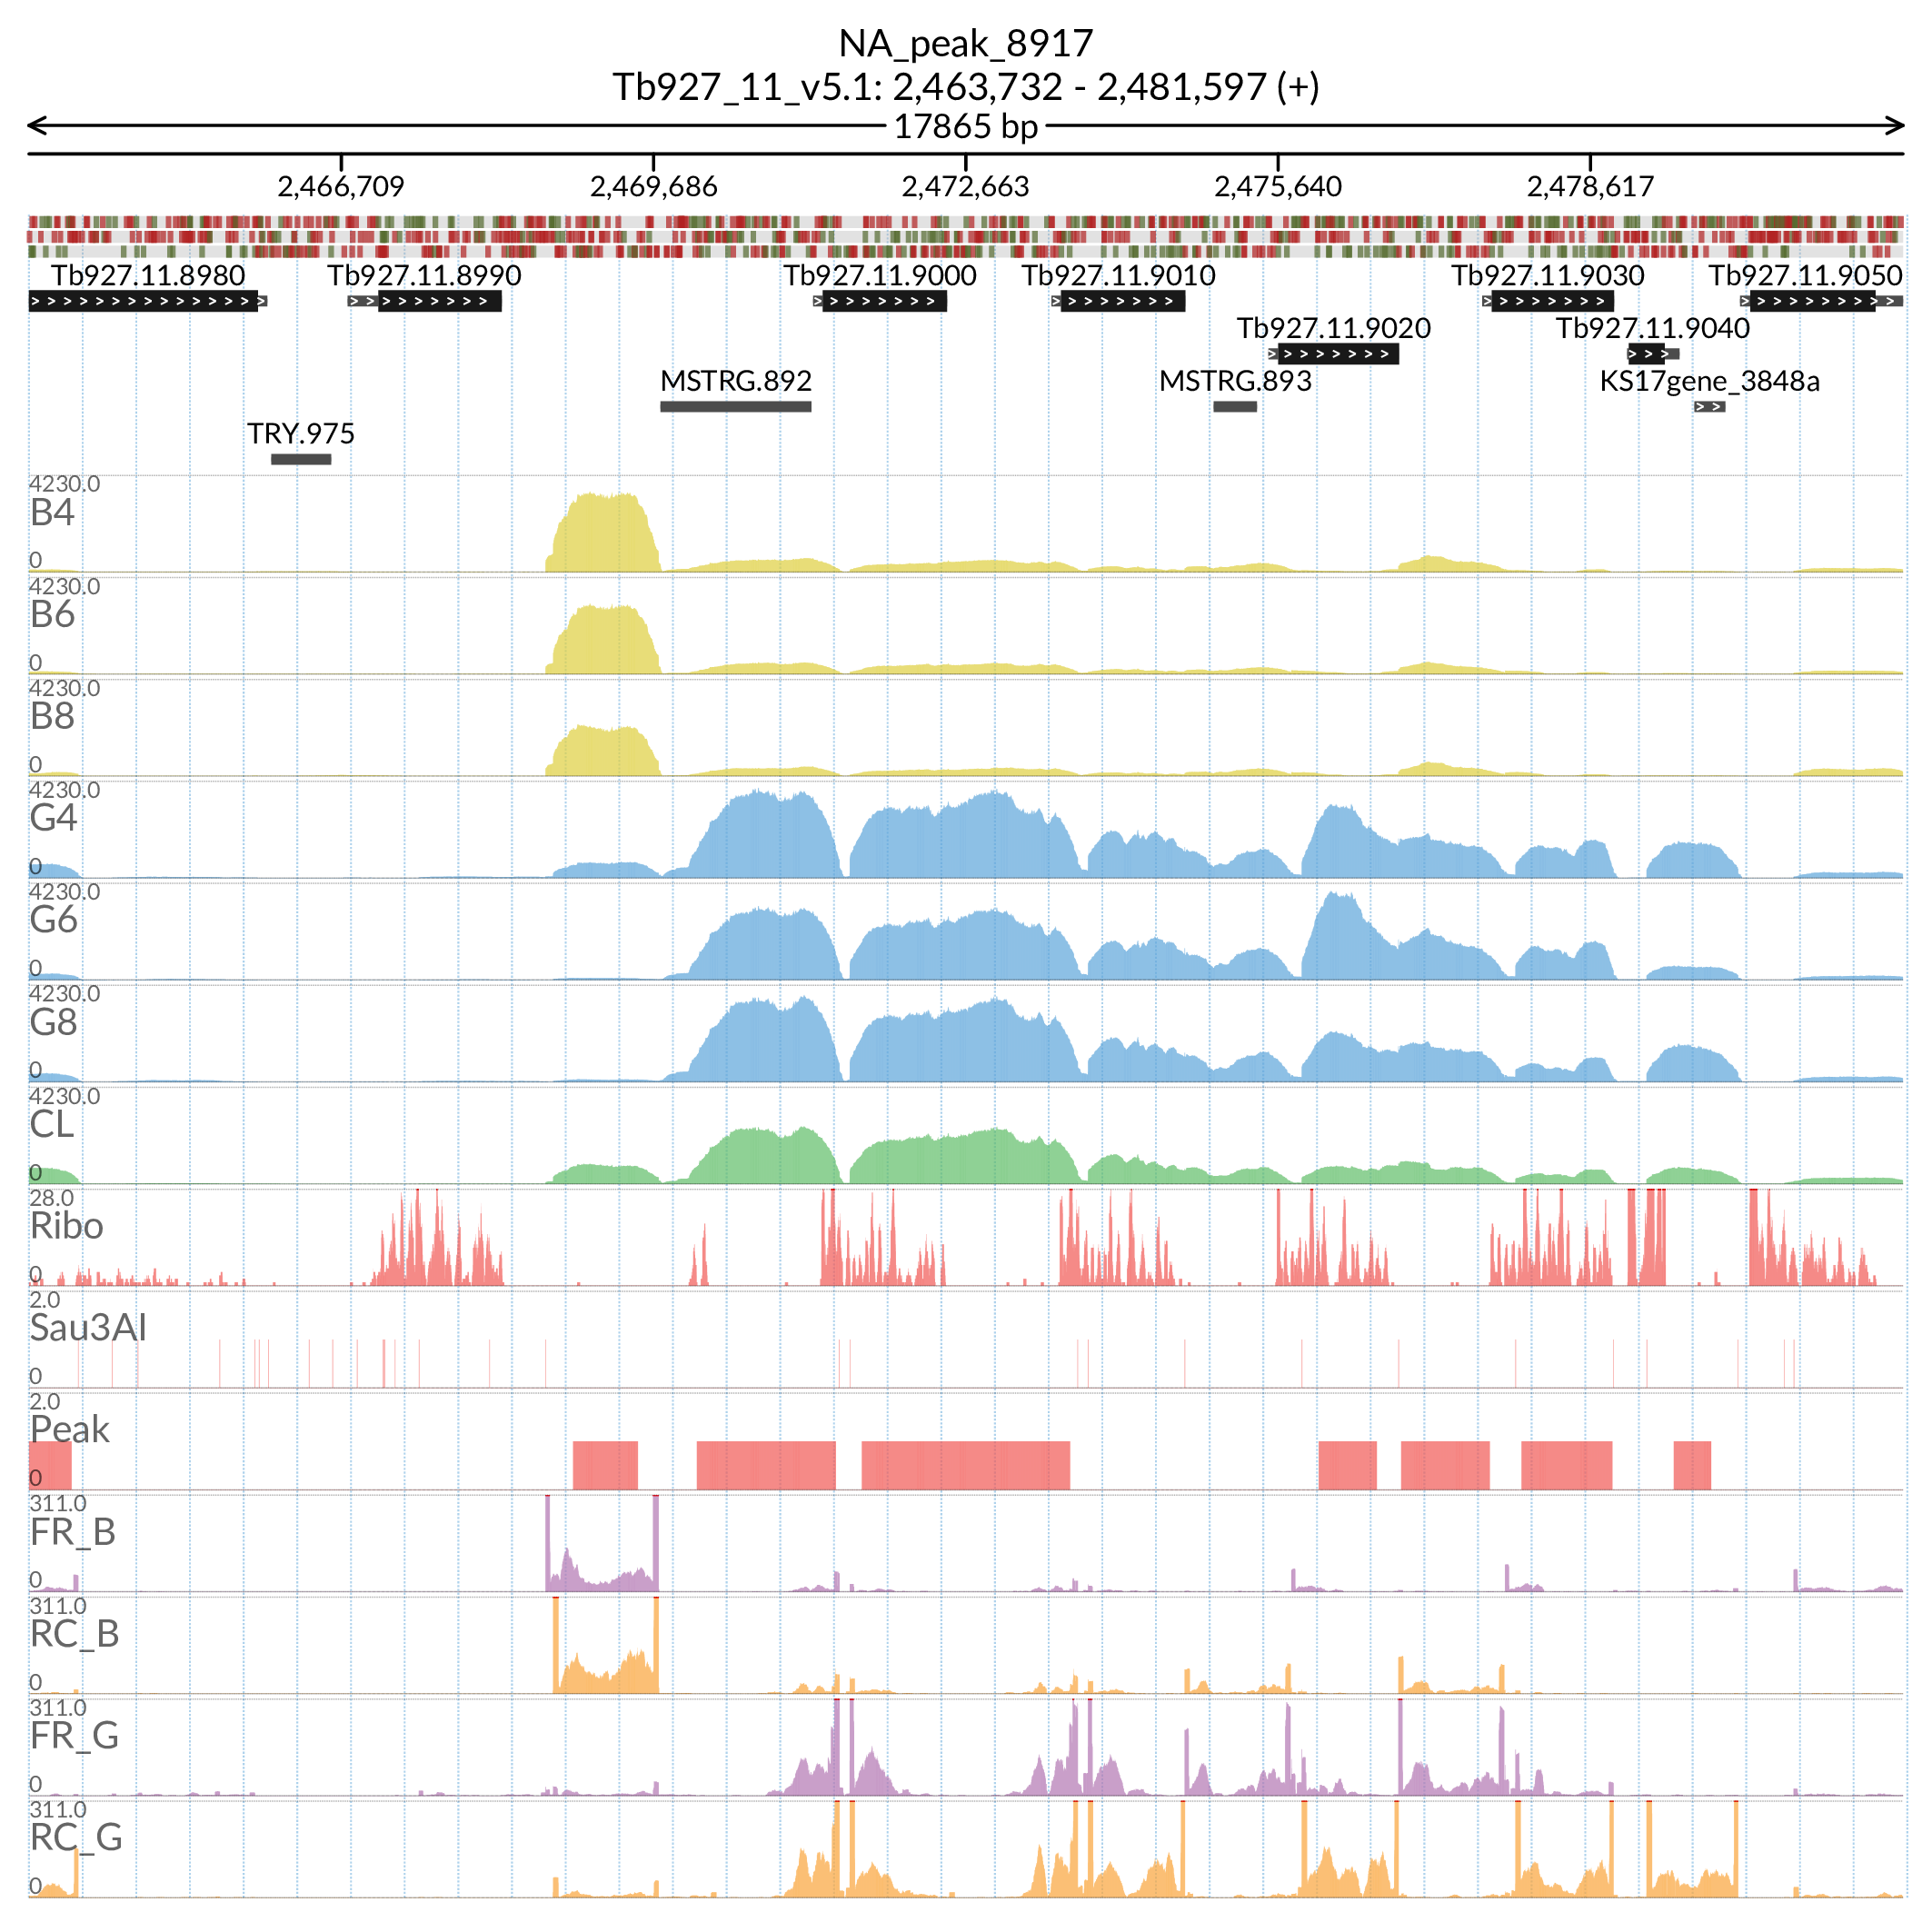 NA_peak_8917
Tb927_11_v5.1: 2,463,732 - 2,481,597 (+)
17865 bp
2,466,709 2,469,686 2,472,663 2,475,640 2,478,617
Tb927.11.8980 Tb927.11.8990 Tb927.11.9000 Tb927.11.9010 Tb927.11.9030 Tb927.11.9050
Tb927.11.9020 Tb927.11.9040
MSTRG.892 MSTRG.893 KS17gene_3848a
TRY.975
4230.0
B4
0
4230.0
B6
0
4230.0
B8
0
4230.0
G4
0
4230.0
G6
0
4230.0
G8
0
4230.0
CL
0
28.0
Ribo
0
2.0
Sau3AI
0
2.0
Peak
0
311.0
FR_B
0
311.0
RC_B
0
311.0
FR_G
0
311.0
RC_G
0